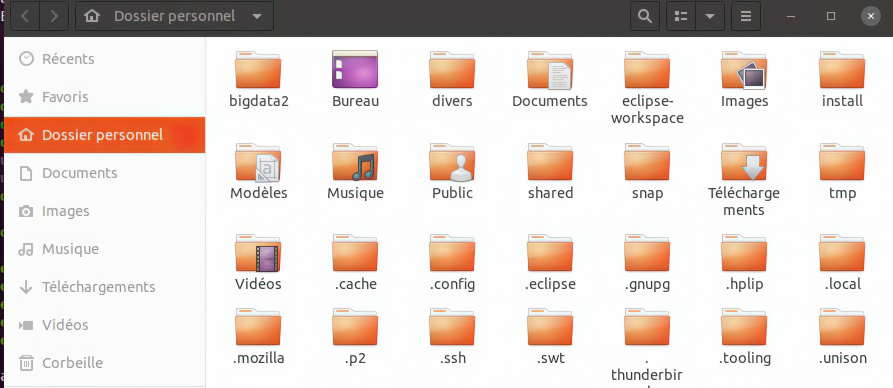 Dossier personnel
Récents
Favoris
Dossier personnel
Documents
Images
Musique
Téléchargements
Vidéos
Corbeille
bigdata2 Bureau divers Documents eclipse- Images install
workspace
Modèles Musique Public shared snap Télécharge tmp
ments
Vidéos .cache .config .eclipse .gnupg .hplip .local
.mozilla .p2 .ssh .swt . .tooling .unison
thunderbir